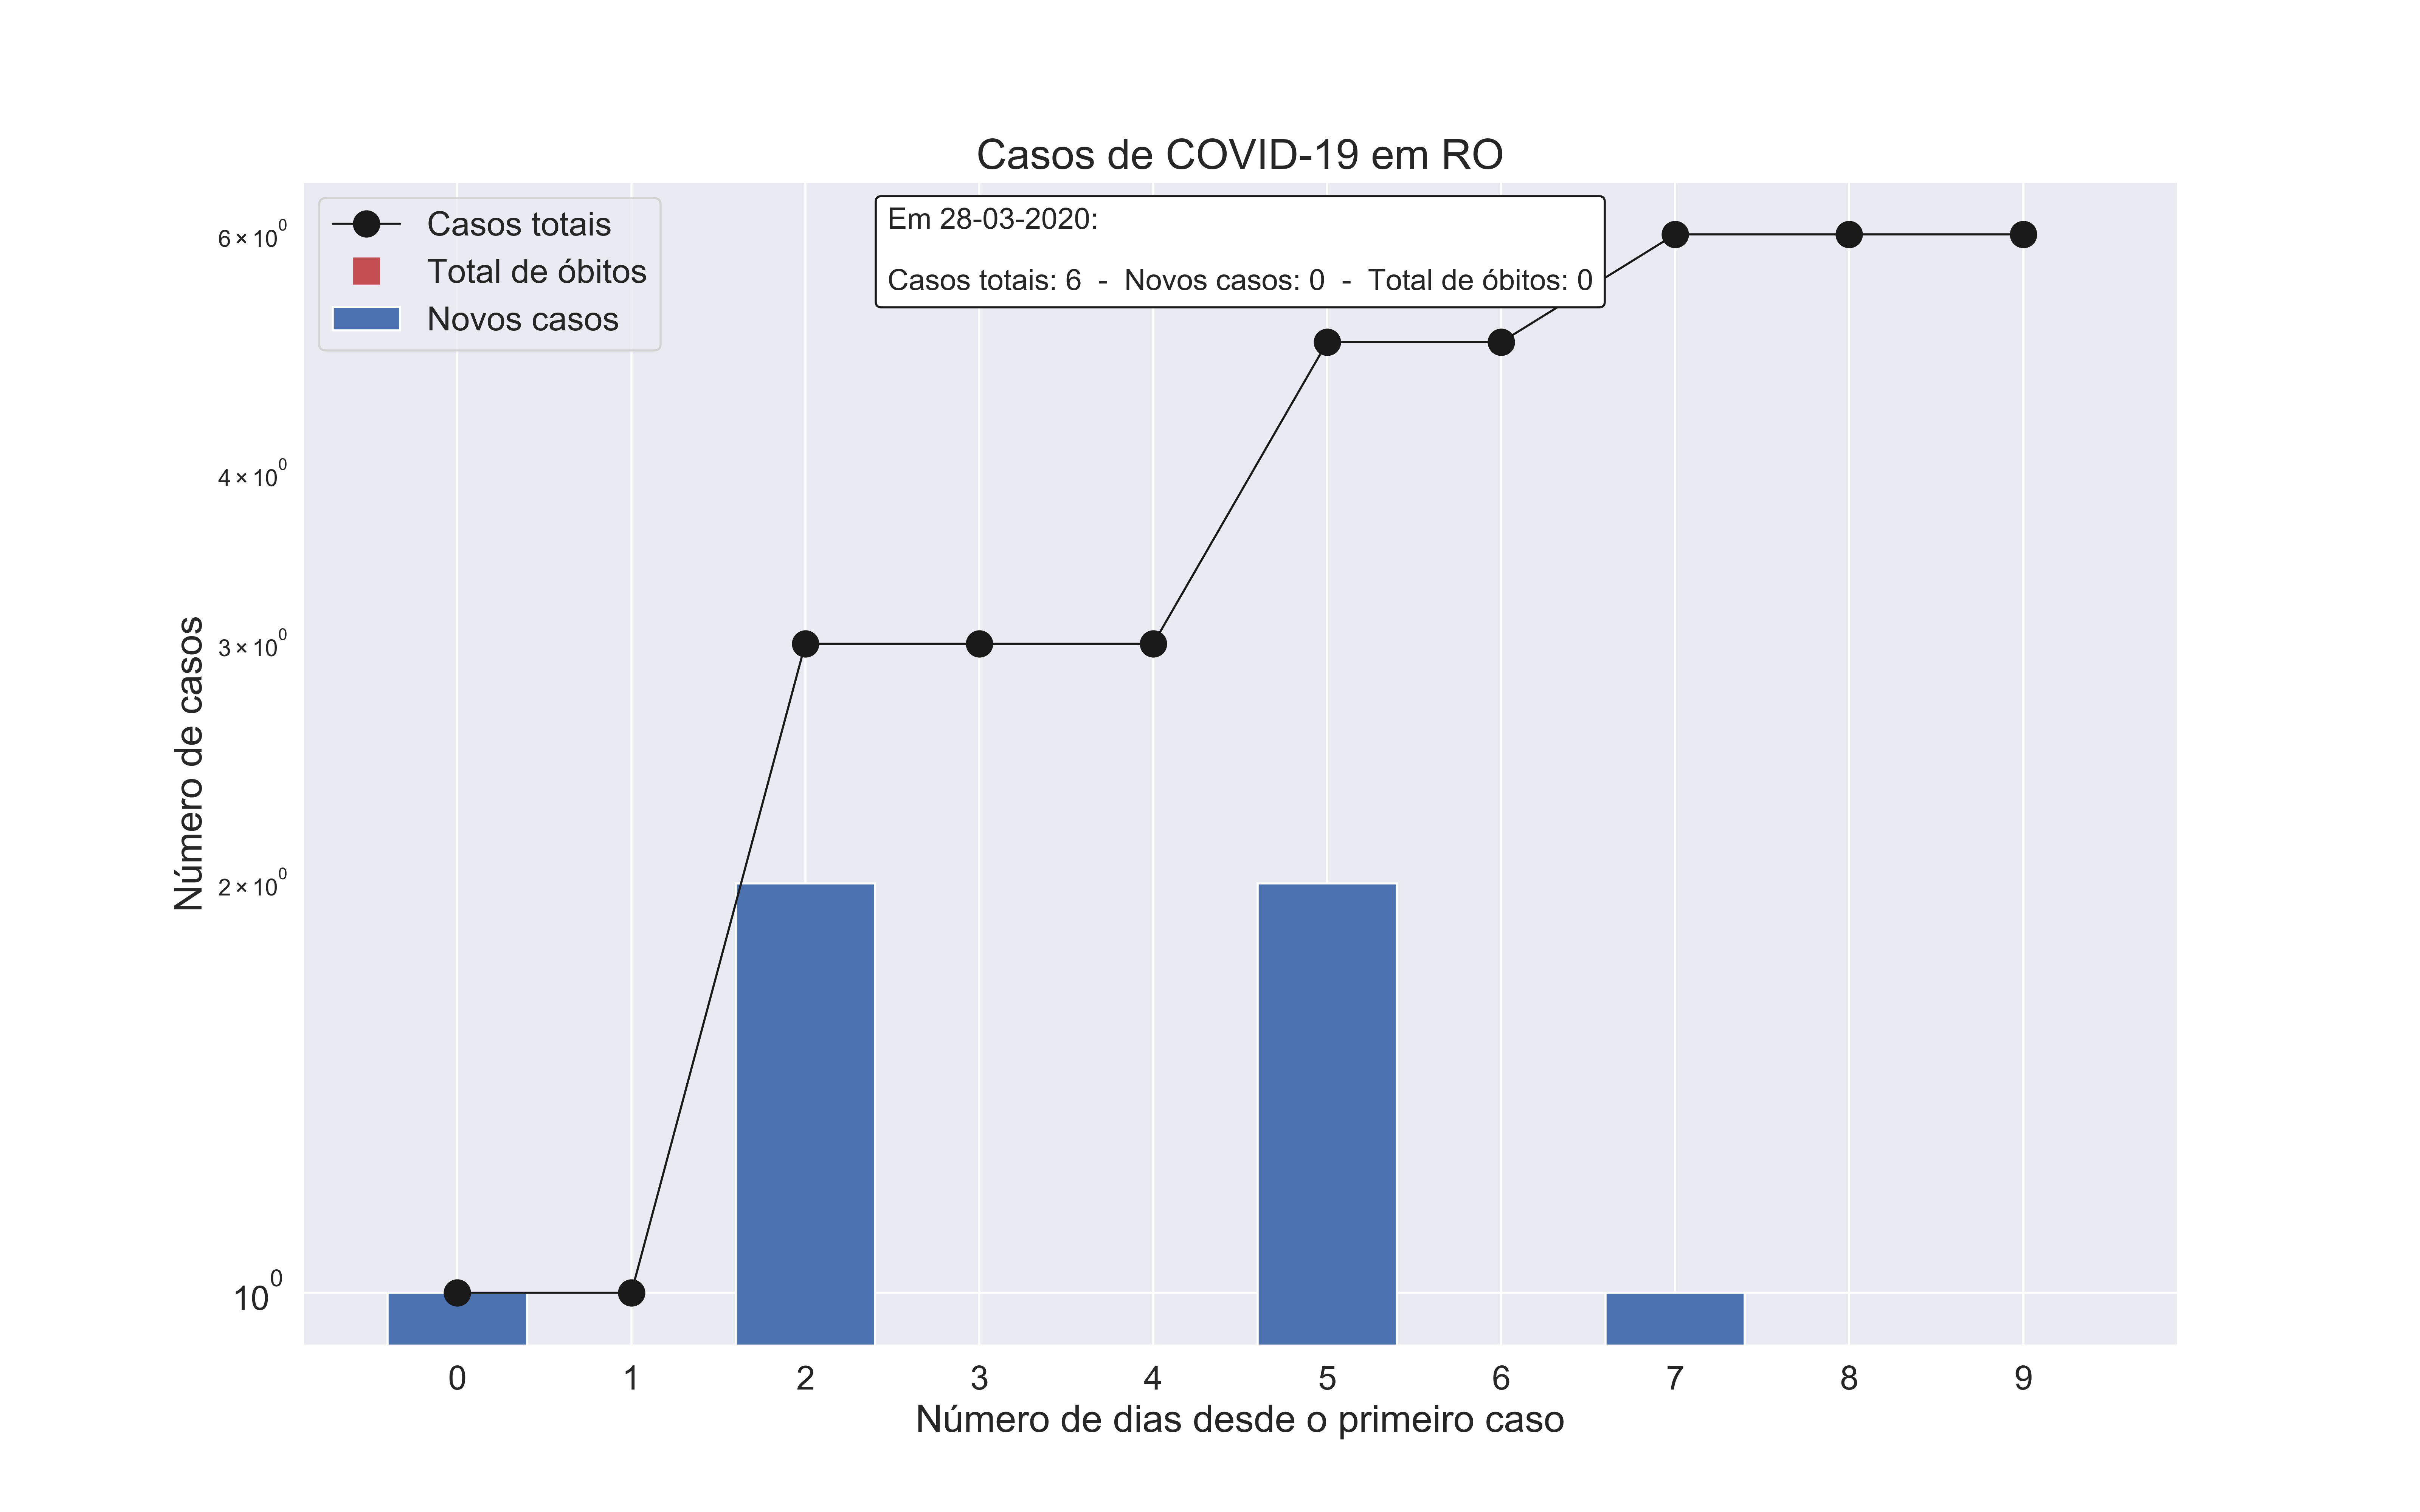 Casos de COVID-19 em RO
Casos totais
Total de óbitos
Novos casos
Em 28-03-2020:
Casos totais: 6 - Novos casos: 0 - Total de óbitos: 0
Número de casos
6 × 10⁰
4 × 10⁰
3 × 10⁰
2 × 10⁰
10⁰
0 1 2 3 4 5 6 7 8 9
Número de dias desde o primeiro caso